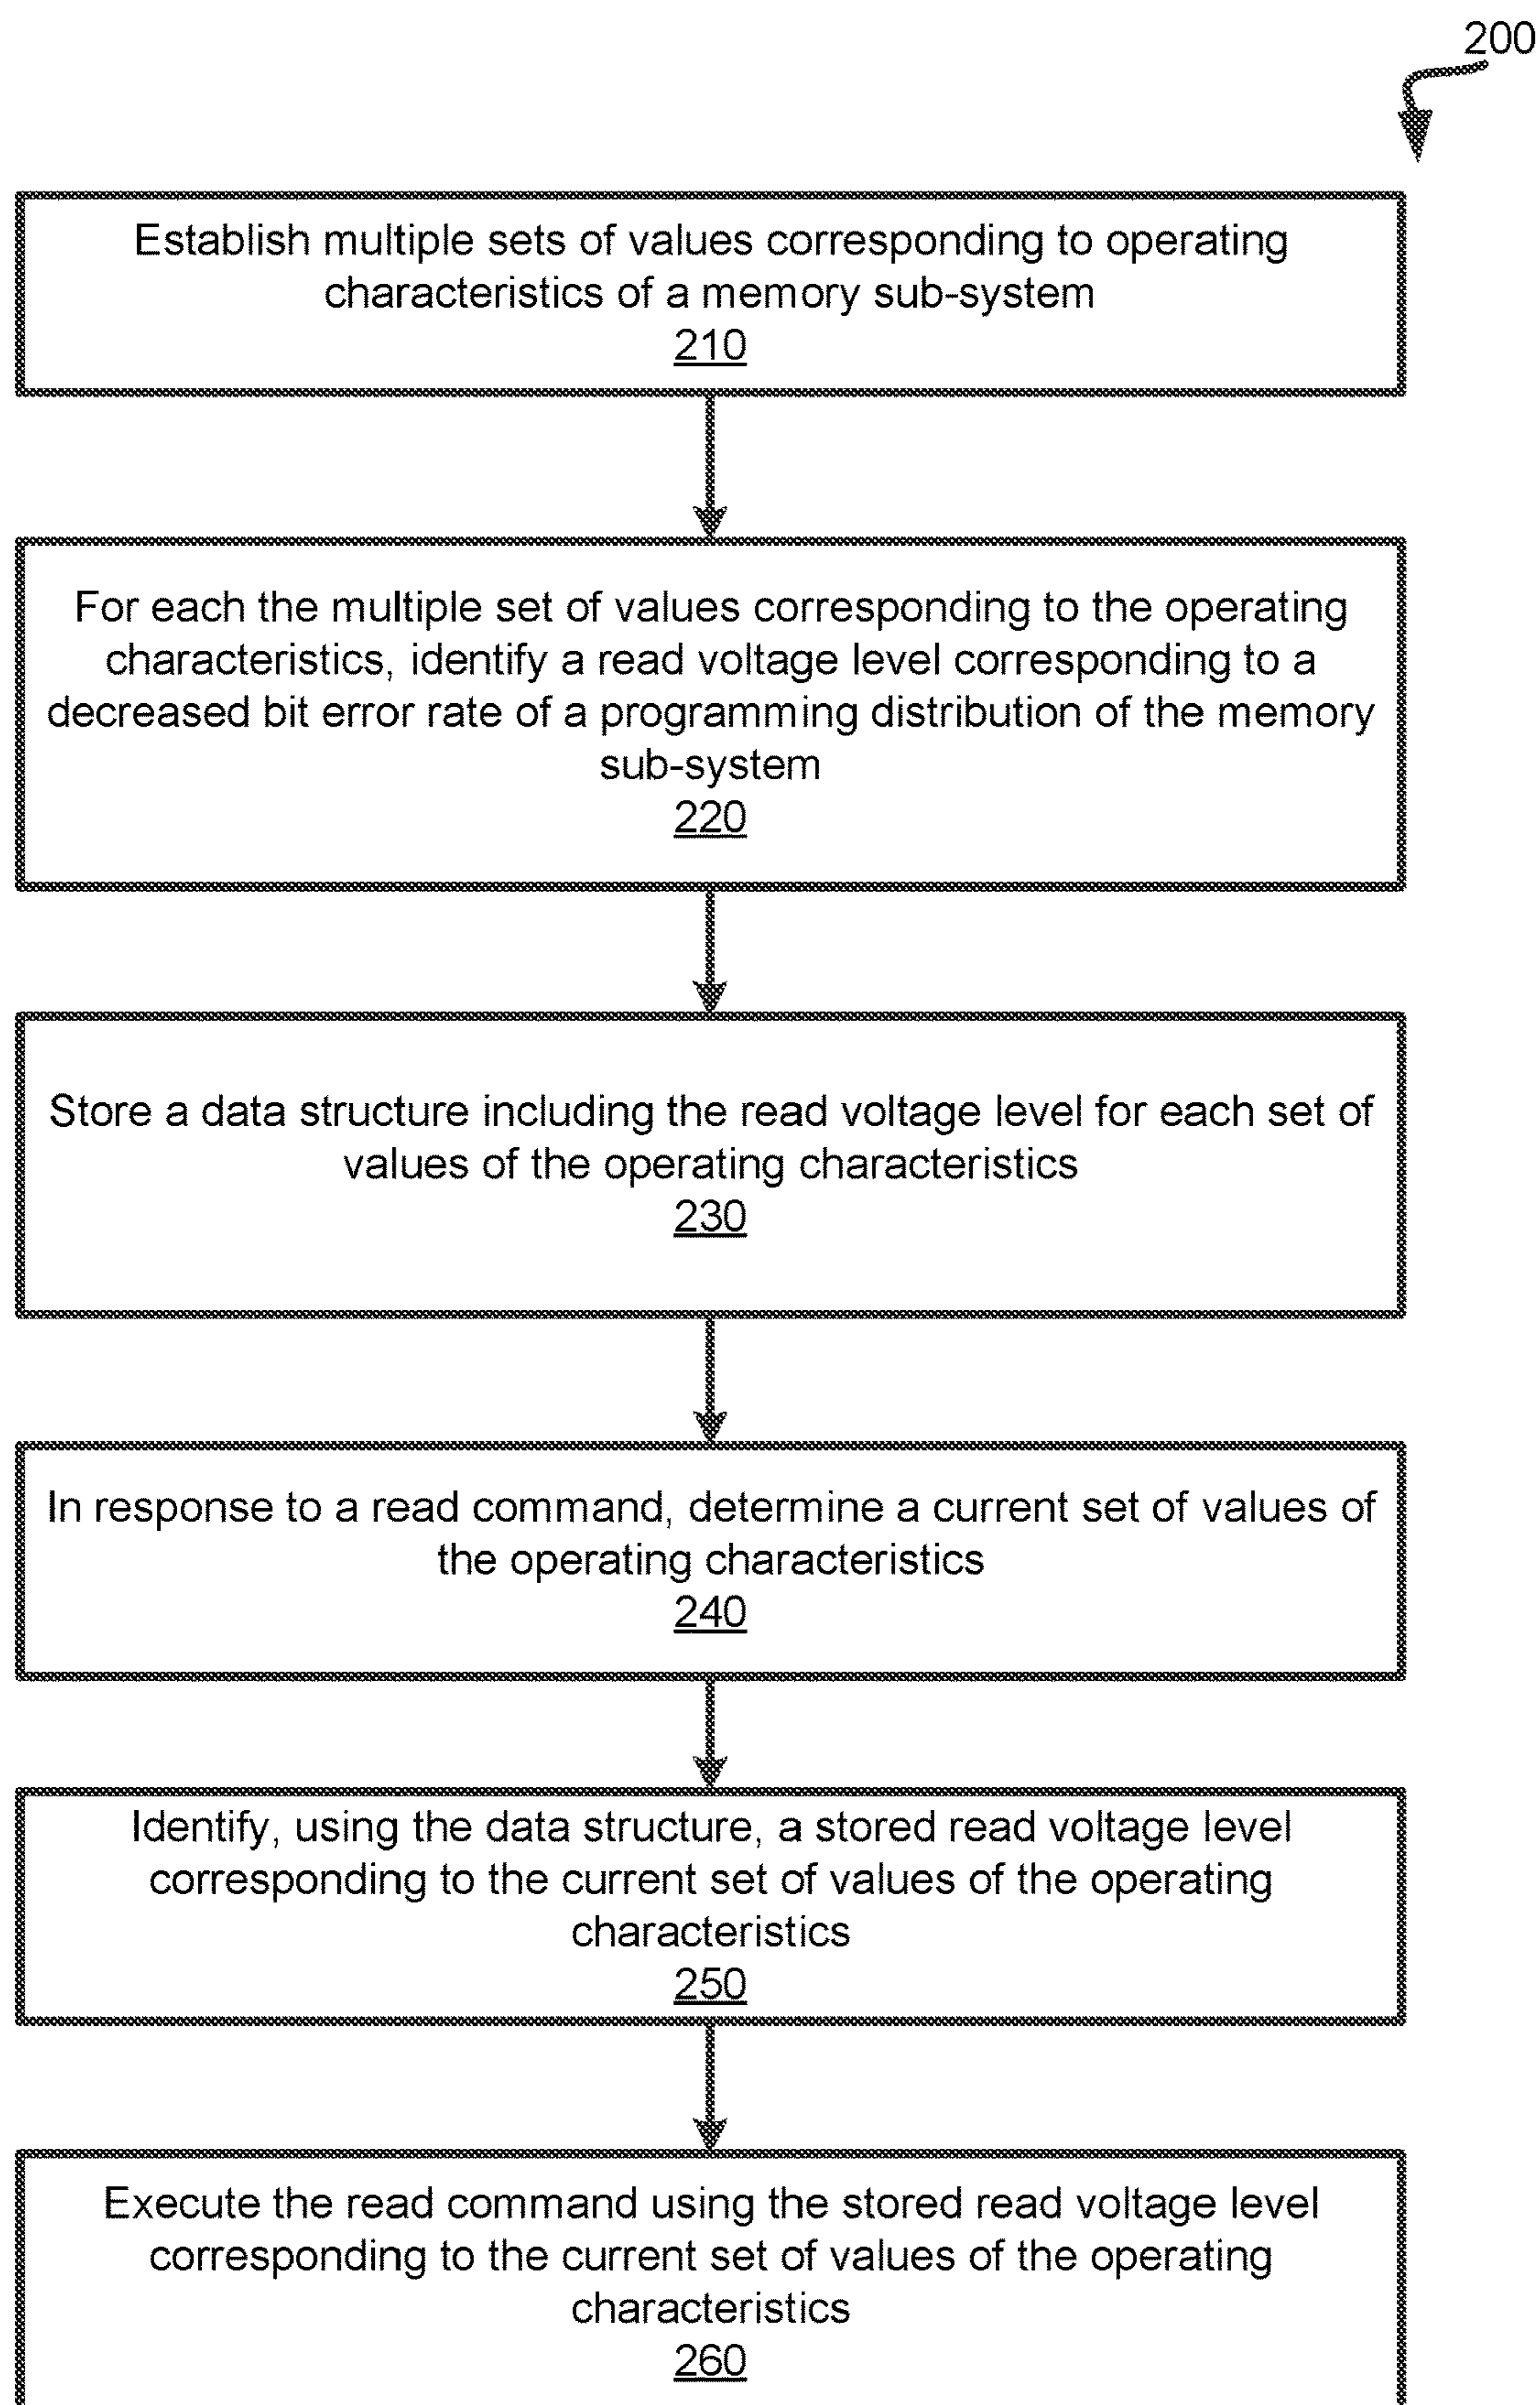 200
Establish multiple sets of values corresponding to operating
characteristics of a memory sub-system
210
For each the multiple set of values corresponding to the operating
characteristics, identify a read voltage level corresponding to a
decreased bit error rate of a programming distribution of the memory
sub-system
220
Store a data structure including the read voltage level for each set of
values of the operating characteristics
230
In response to a read command, determine a current set of values of
the operating characteristics
240
Identify, using the data structure, a stored read voltage level
corresponding to the current set of values of the operating
characteristics
250
Execute the read command using the stored read voltage level
corresponding to the current set of values of the operating
characteristics
260